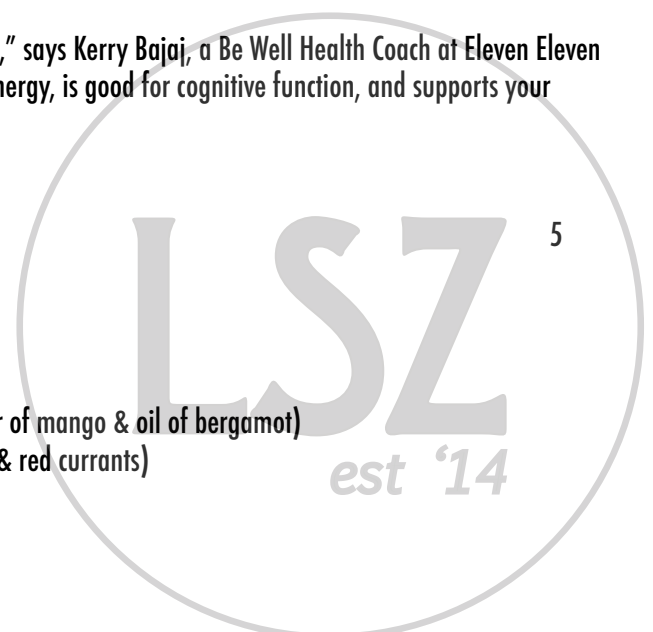 ,” says Kerry Bajaj, a Be Well Health Coach at Eleven Eleven
nergy, is good for cognitive function, and supports your
5
LSZ
r of mango & oil of bergamot)
& red currants)
est ‘14